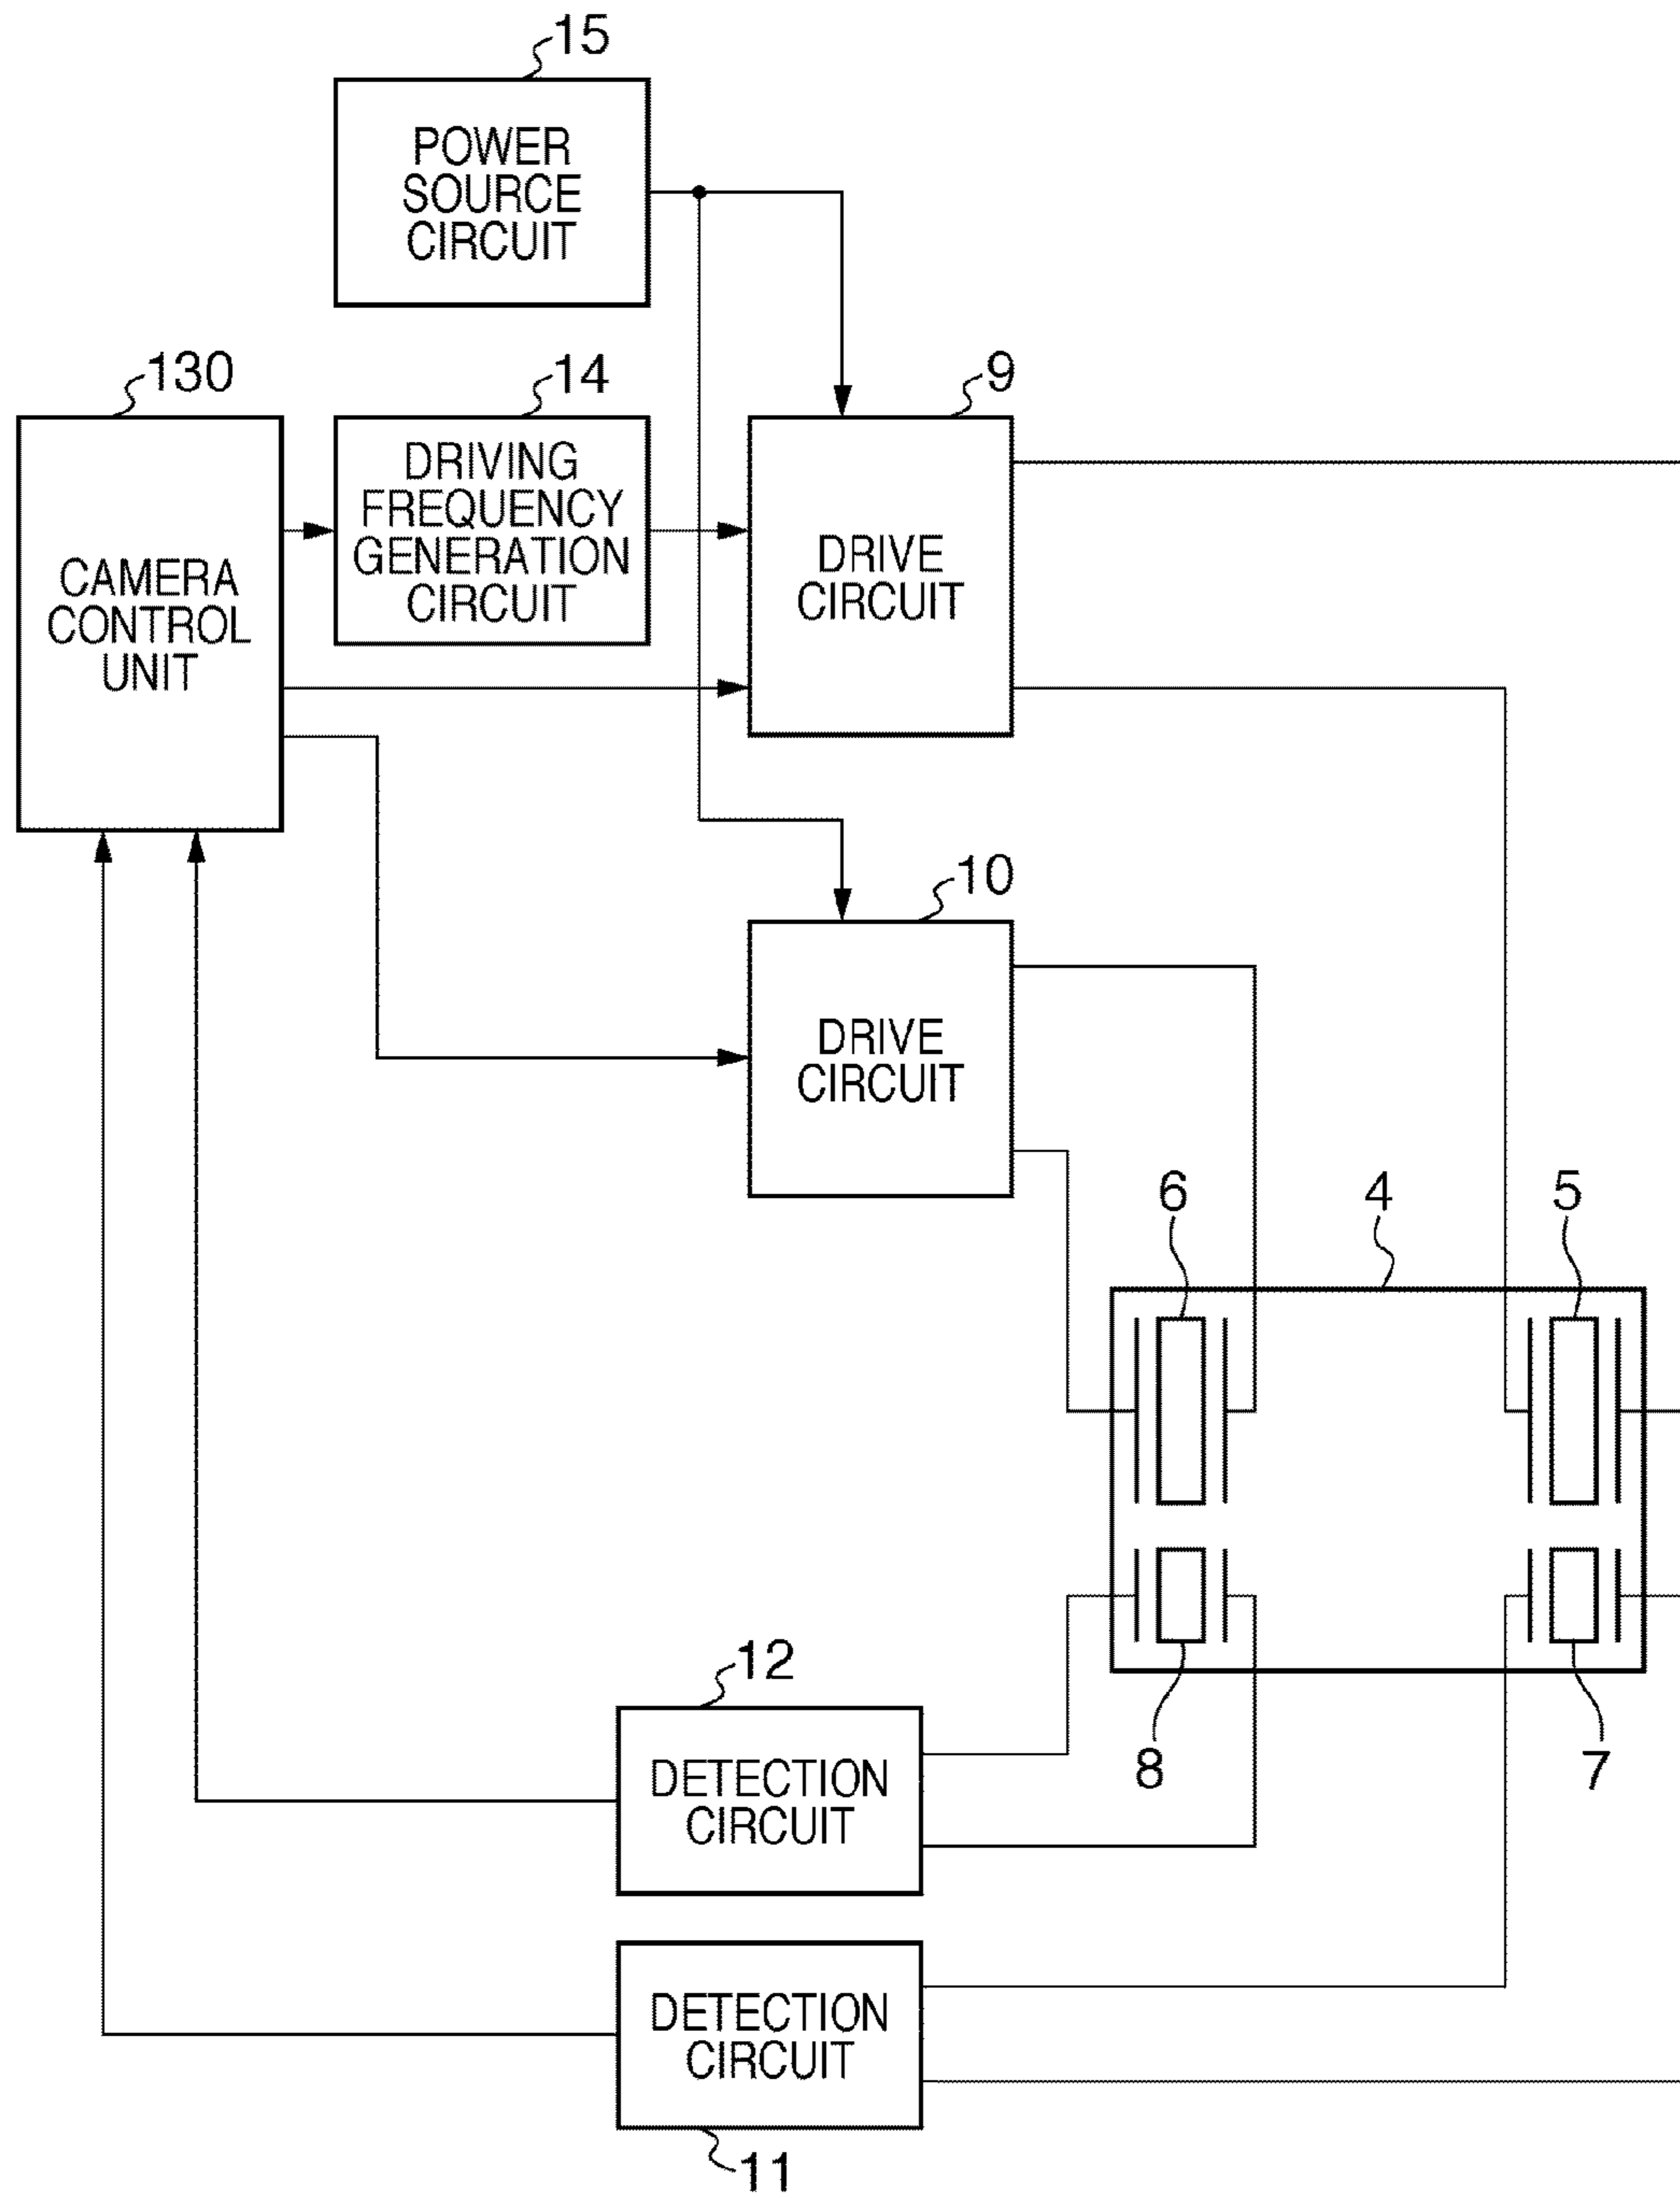 15
POWER
SOURCE
CIRCUIT
130
14
9
CAMERA
CONTROL
UNIT
DRIVING
FREQUENCY
GENERATION
CIRCUIT
DRIVE
CIRCUIT
10
DRIVE
CIRCUIT
6
4
5
12
8
7
DETECTION
CIRCUIT
DETECTION
CIRCUIT
11